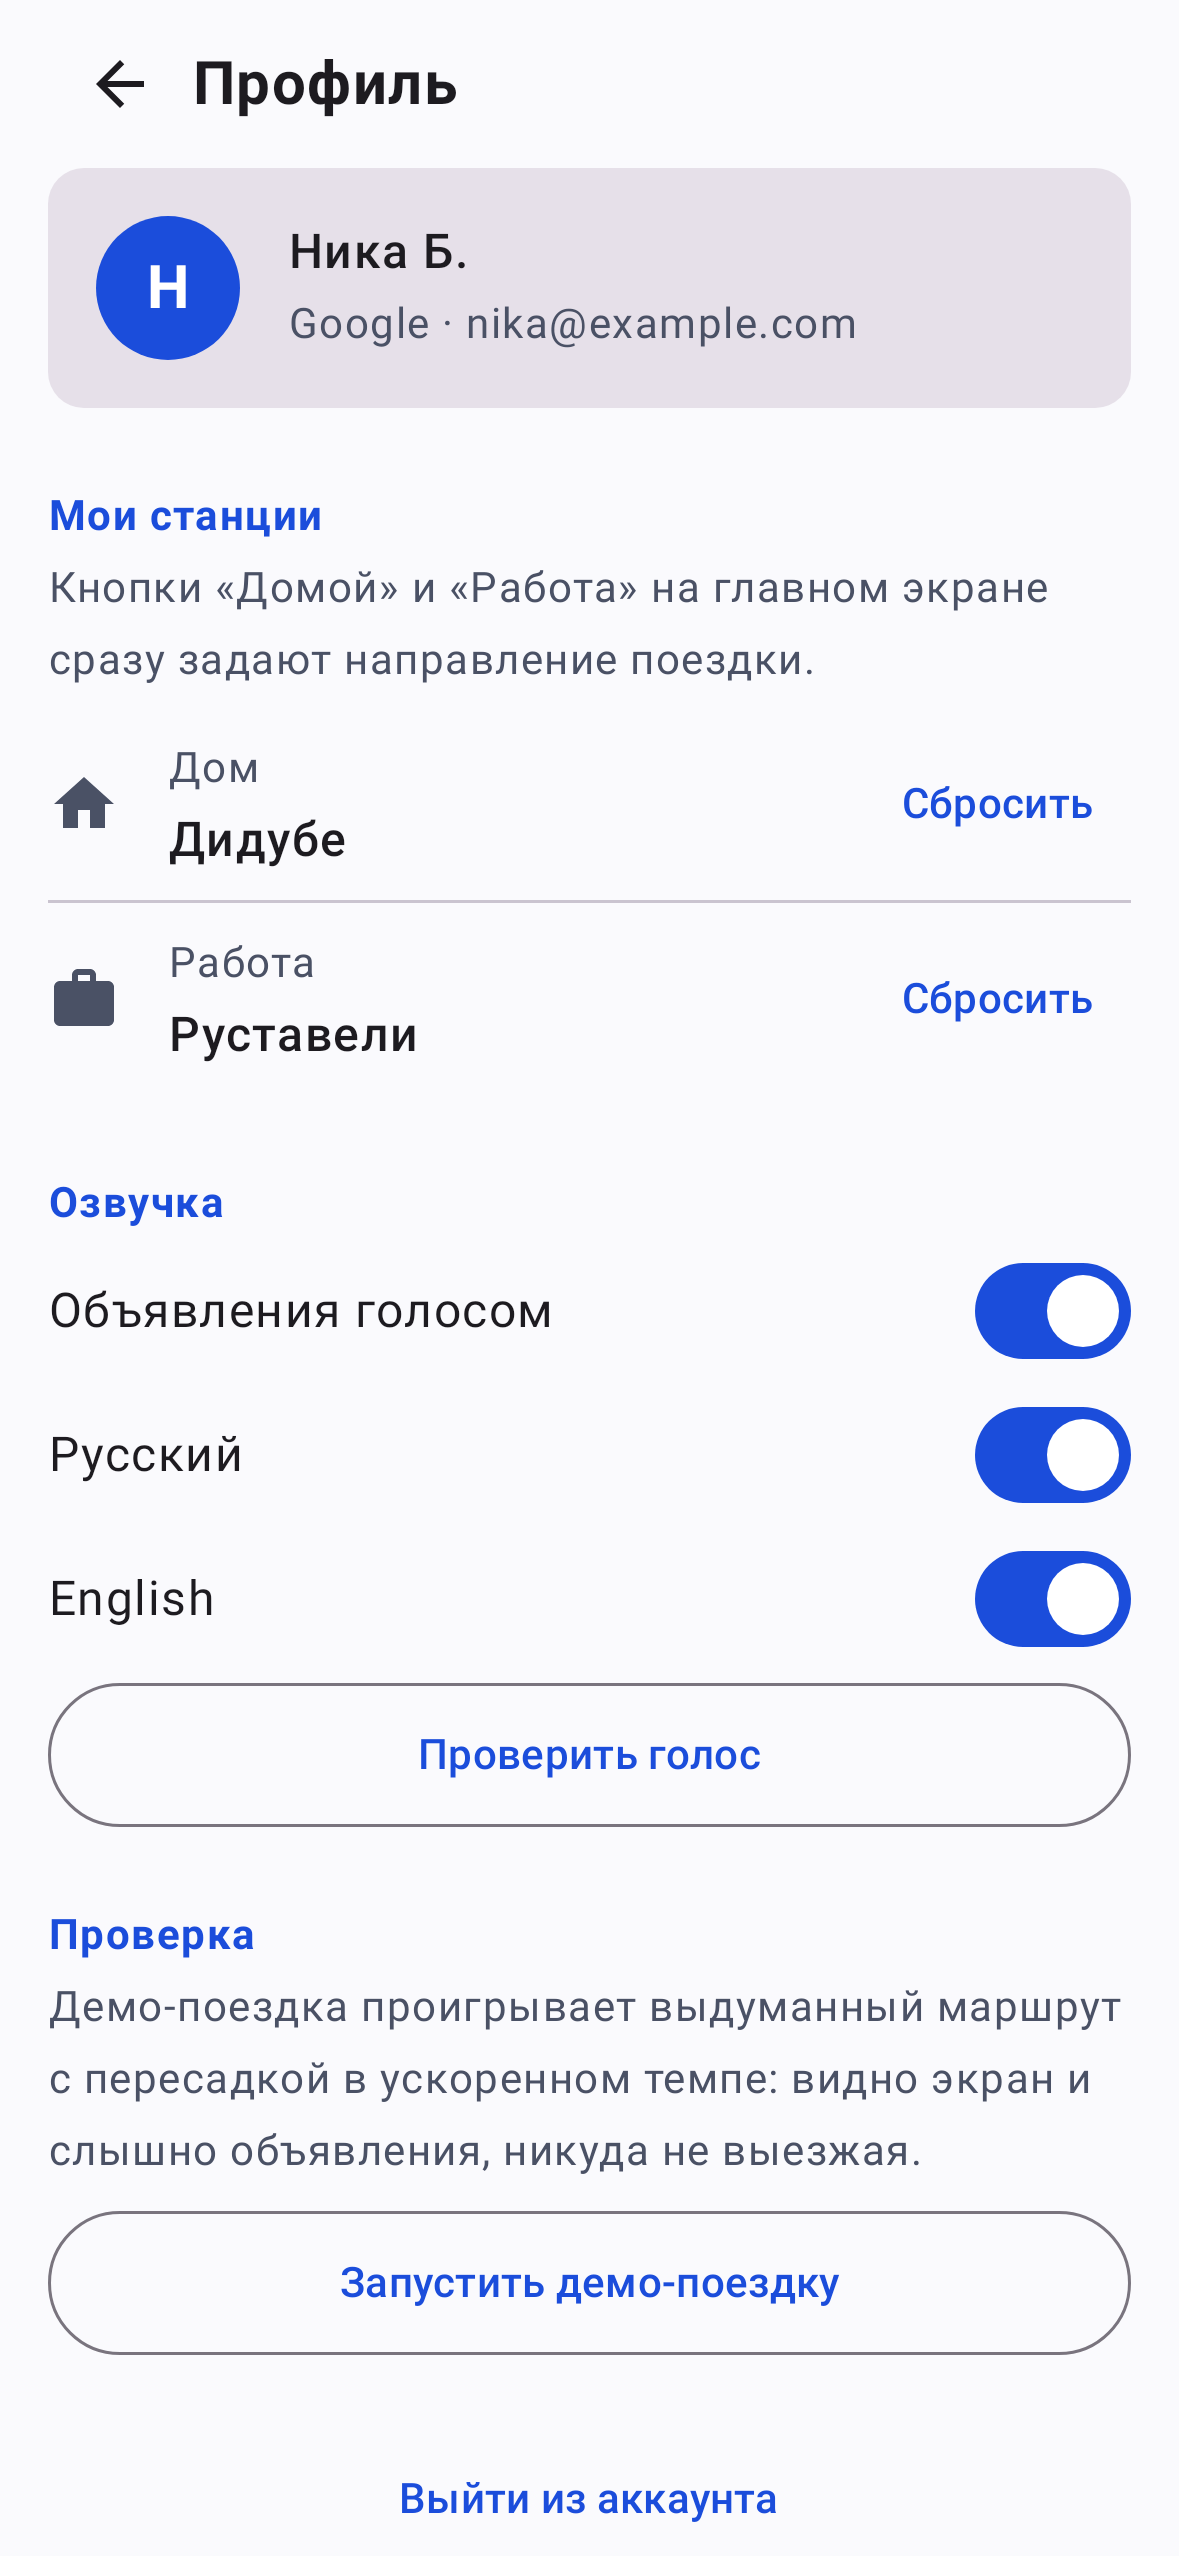 Профиль
Н
Ника Б.
Google · nika@example.com
Мои станции
Кнопки «Домой» и «Работа» на главном экране
сразу задают направление поездки.
Дом
Дидубе
Сбросить
Работа
Руставели
Сбросить
Озвучка
Объявления голосом
Русский
English
Проверить голос
Проверка
Демо-поездка проигрывает выдуманный маршрут
с пересадкой в ускоренном темпе: видно экран и
слышно объявления, никуда не выезжая.
Запустить демо-поездку
Выйти из аккаунта